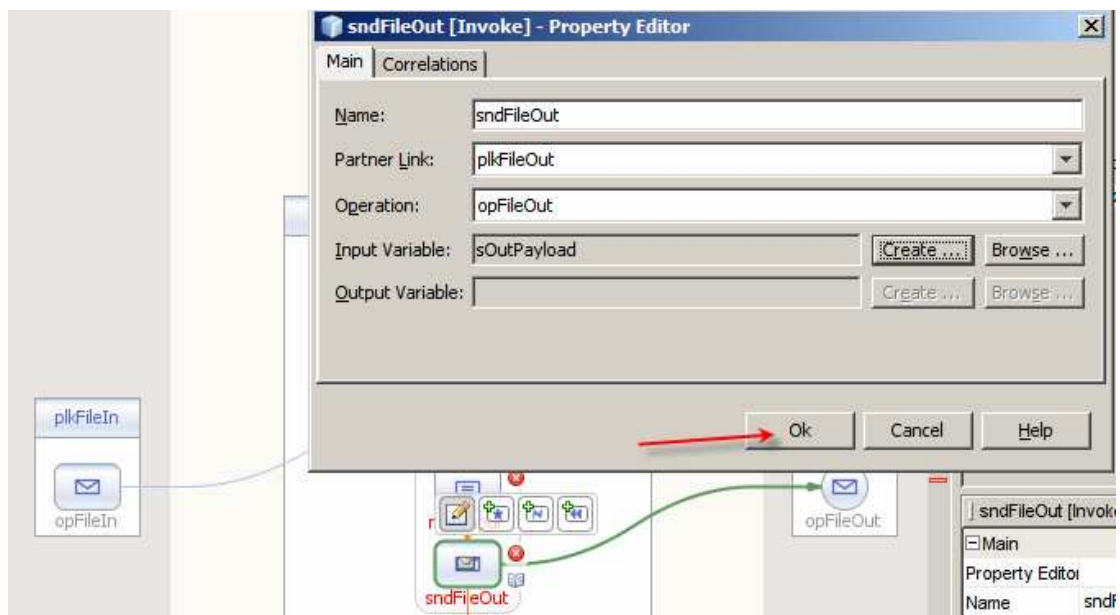 sndFileOut [Invoke] - Property Editor
Main
Correlations
Name:
sndFileOut
Partner Link:
plkFileOut
Operation:
opFileOut
Input Variable:
sOutPayload
Create ...
Browse ...
Output Variable:
Create ...
Browse ...
Ok
Cancel
Help
plkFileIn
opFileIn
sndFileOut
opFileOut
sndFileOut [Invoke
Main
Property Editor
Name
sndF